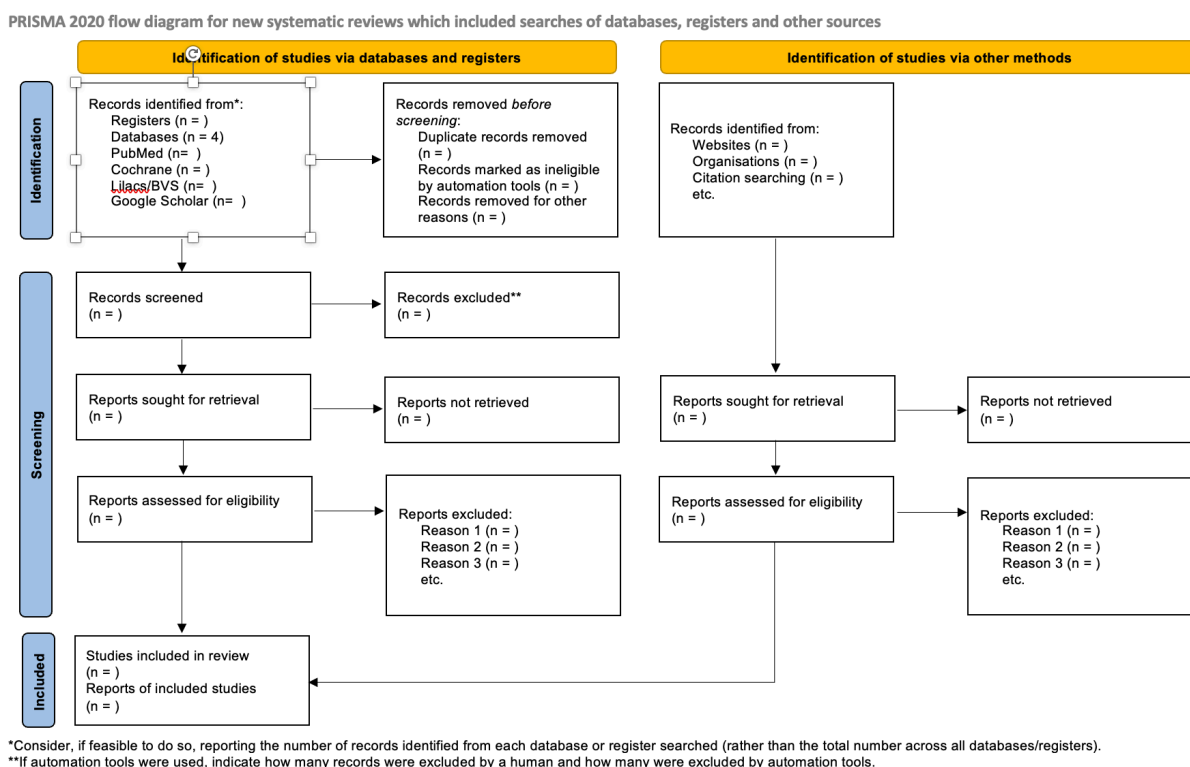 PRISMA 2020 flow diagram for new systematic reviews which included searches of databases, registers and other sources
Identification of studies via databases and registers
Identification of studies via other methods
Identification
Records identified from*:
Registers (n = )
Databases (n = 4)
PubMed (n= )
Cochrane (n = )
Lilacs/BVS (n= )
Google Scholar (n= )
Records removed before
screening:
Duplicate records removed
(n = )
Records marked as ineligible
by automation tools (n = )
Records removed for other
reasons (n = )
Records identified from:
Websites (n = )
Organisations (n = )
Citation searching (n = )
etc.
Screening
Records screened
(n = )
Records excluded**
(n = )
Reports sought for retrieval
(n = )
Reports not retrieved
(n = )
Reports sought for retrieval
(n = )
Reports not retrieved
(n = )
Reports assessed for eligibility
(n = )
Reports excluded:
Reason 1 (n = )
Reason 2 (n = )
Reason 3 (n = )
etc.
Reports assessed for eligibility
(n = )
Reports excluded:
Reason 1 (n = )
Reason 2 (n = )
Reason 3 (n = )
etc.
Included
Studies included in review
(n = )
Reports of included studies
(n = )
*Consider, if feasible to do so, reporting the number of records identified from each database or register searched (rather than the total number across all databases/registers).
**If automation tools were used, indicate how many records were excluded by a human and how many were excluded by automation tools.